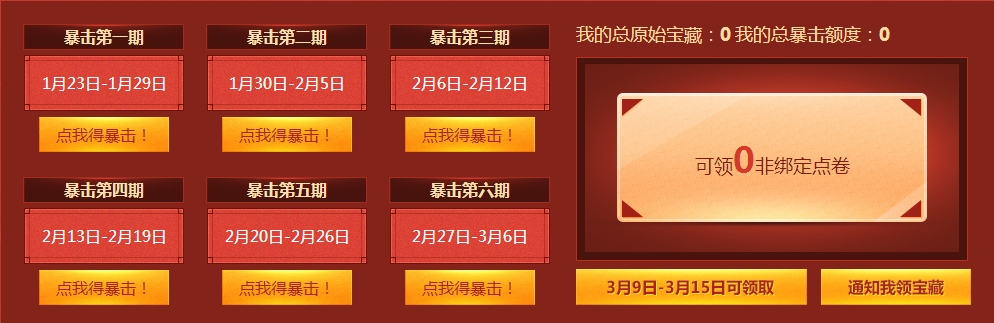 暴击第一期
1月23日-1月29日
点我得暴击！
暴击第二期
1月30日-2月5日
点我得暴击！
暴击第三期
2月6日-2月12日
点我得暴击！
暴击第四期
2月13日-2月19日
点我得暴击！
暴击第五期
2月20日-2月26日
点我得暴击！
暴击第六期
2月27日-3月6日
点我得暴击！
我的总原始宝藏：0 我的总暴击额度：0
可领0非绑定点卷
3月9日-3月15日可领取
通知我领宝藏